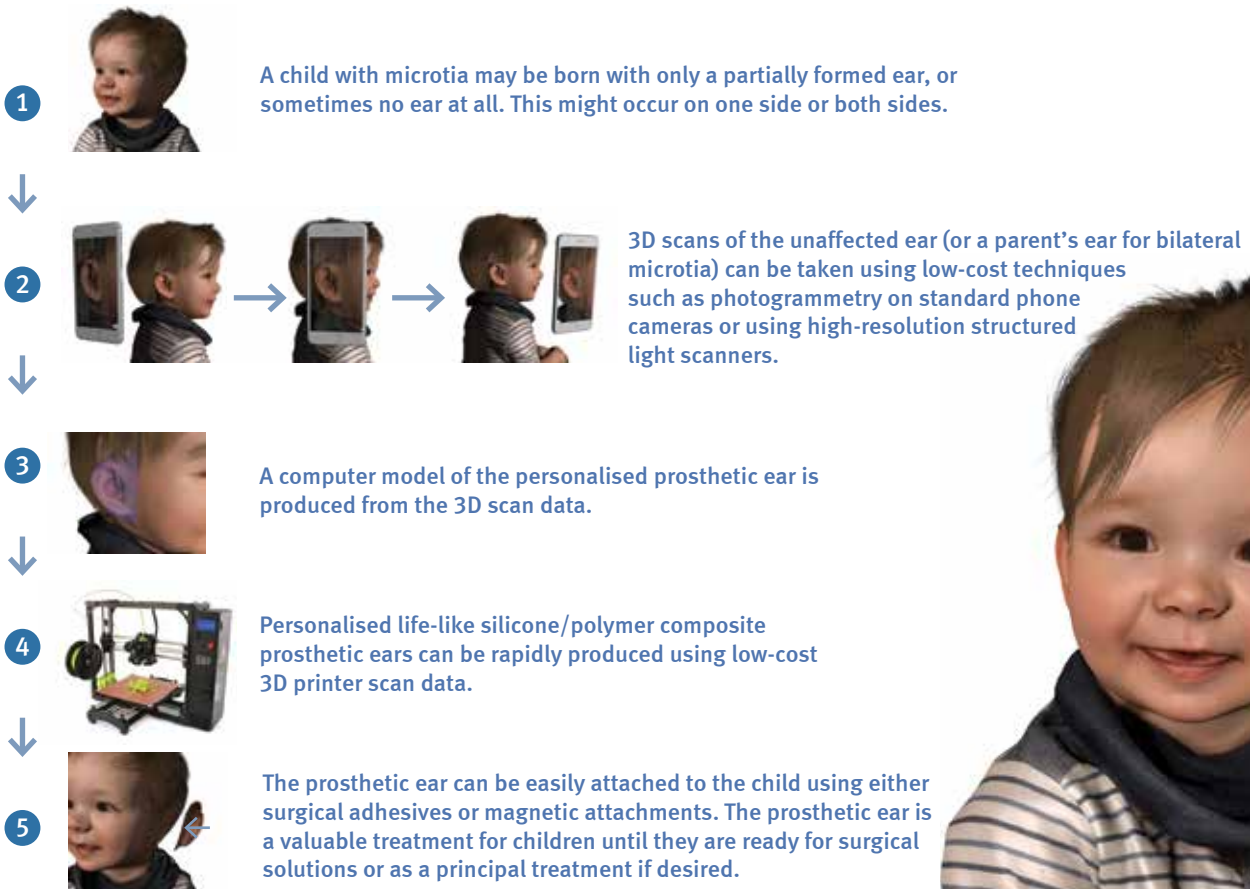 1
A child with microtia may be born with only a partially formed ear, or
sometimes no ear at all. This might occur on one side or both sides.
2
3D scans of the unaffected ear (or a parent’s ear for bilateral
microtia) can be taken using low-cost techniques
such as photogrammetry on standard phone
cameras or using high-resolution structured
light scanners.
3
A computer model of the personalised prosthetic ear is
produced from the 3D scan data.
4
Personalised life-like silicone/polymer composite
prosthetic ears can be rapidly produced using low-cost
3D printer scan data.
5
The prosthetic ear can be easily attached to the child using either
surgical adhesives or magnetic attachments. The prosthetic ear is
a valuable treatment for children until they are ready for surgical
solutions or as a principal treatment if desired.